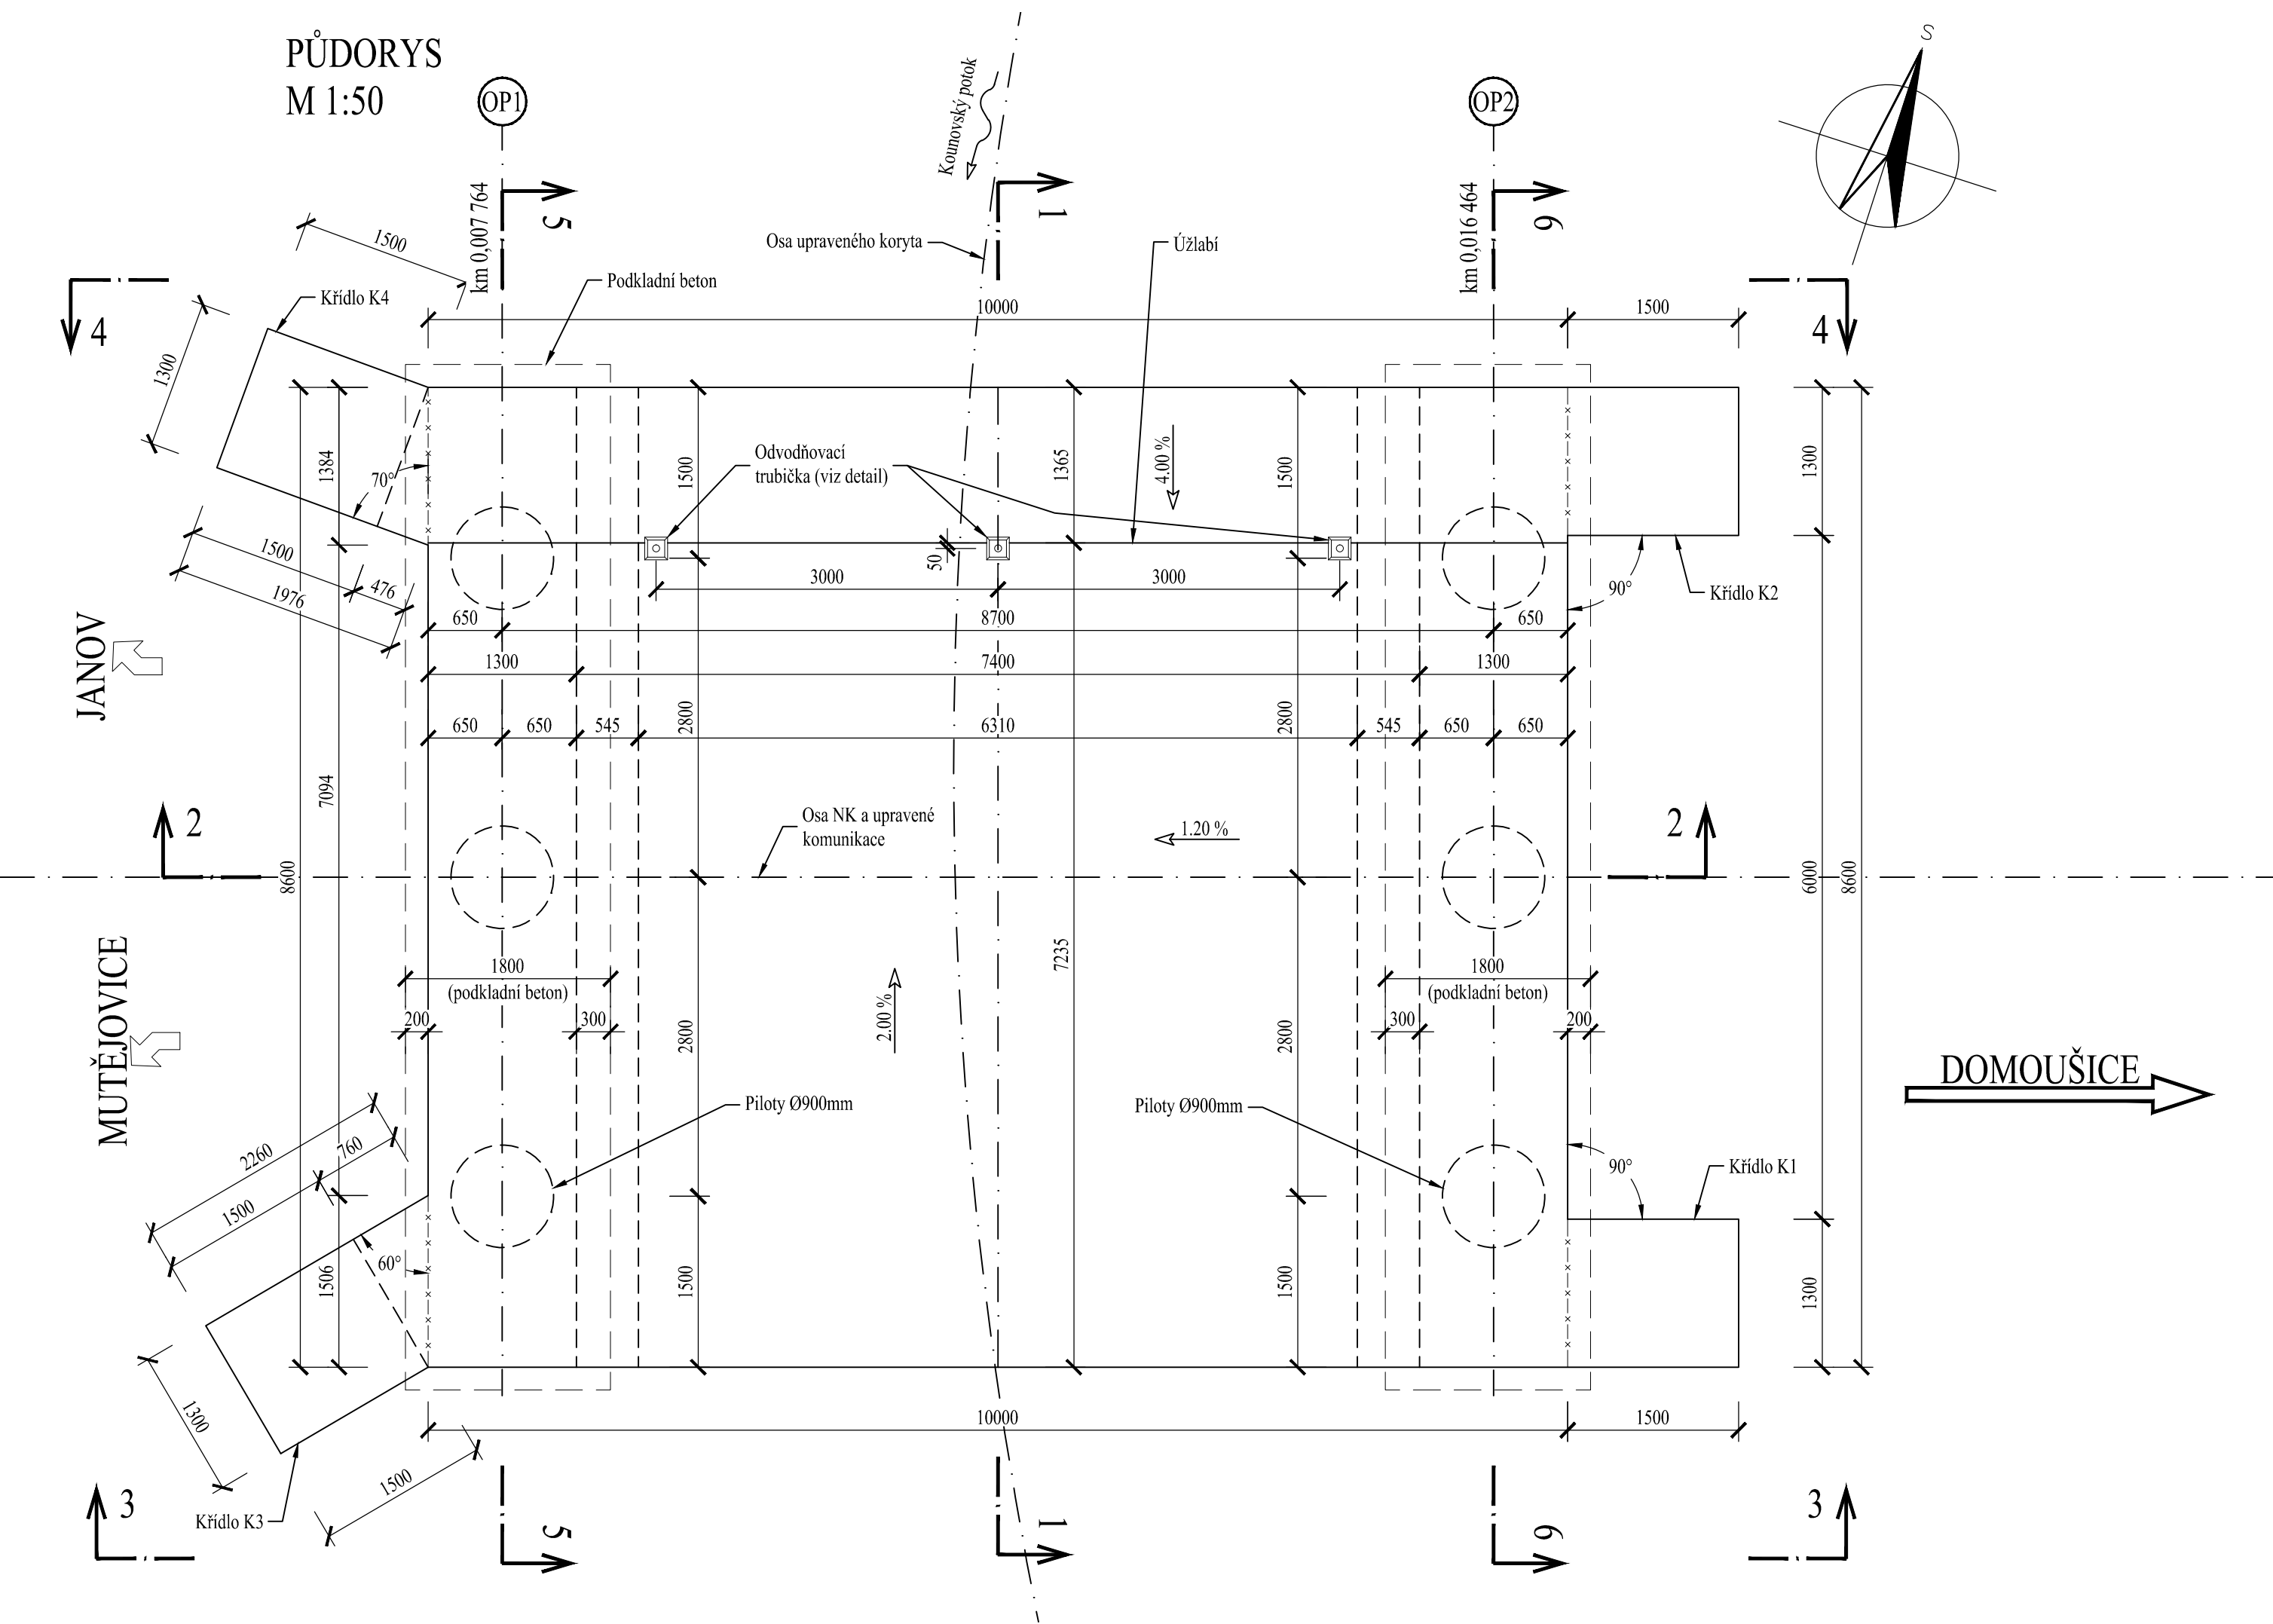 PŮDORYS
M 1:50
OP1
OP2
S
Kounovský potok
km 0,007 764
km 0,016 464
5
1
6
Osa upraveného koryta
Úžlabí
1500
Podkladní beton
Křídlo K4
4
4
10000
1500
1300
1384
70°
1500
Odvodňovací
trubička (viz detail)
1365
4.00 %
1500
1300
50
1500
476
1976
3000
3000
90°
Křídlo K2
650
8700
650
JANOV
1300
7400
1300
2800
2800
650
650
545
6310
545
650
650
7094
2
Osa NK a upravené
komunikace
1.20 %
2
8600
6000
8600
7235
1800
(podkladní beton)
1800
(podkladní beton)
MUTĚJOVICE
200
300
2.00 %
2800
2800
300
200
DOMOUŠICE
Piloty Ø900mm
Piloty Ø900mm
2260
760
1500
90°
Křídlo K1
60°
1506
1500
1500
1300
1300
10000
1500
1500
Křídlo K3
3
5
1
6
3